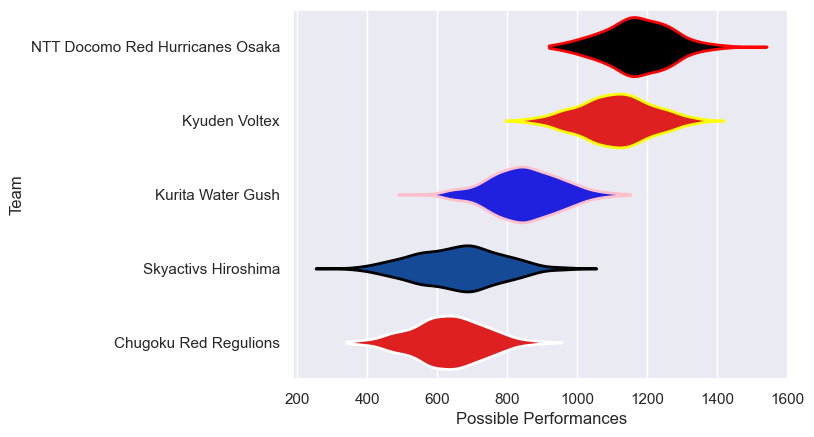 NTT Docomo Red Hurricanes Osaka
Kyuden Voltex
Kurita Water Gush
Skyactivs Hiroshima
Chugoku Red Regulions
Team
200 400 600 800 1000 1200 1400 1600
Possible Performances